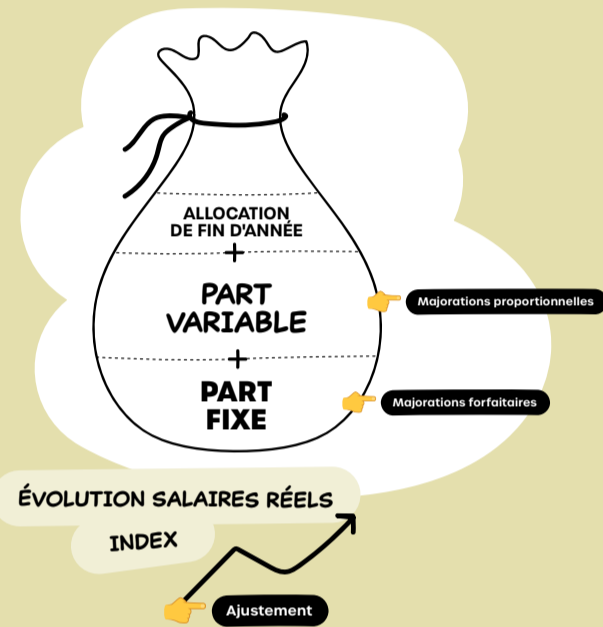 ALLOCATION
DE FIN D'ANNÉE
+
PART
VARIABLE
Majorations proportionnelles
+
PART
FIXE
Majorations forfaitaires
ÉVOLUTION SALAIRES RÉELS
INDEX
Ajustement